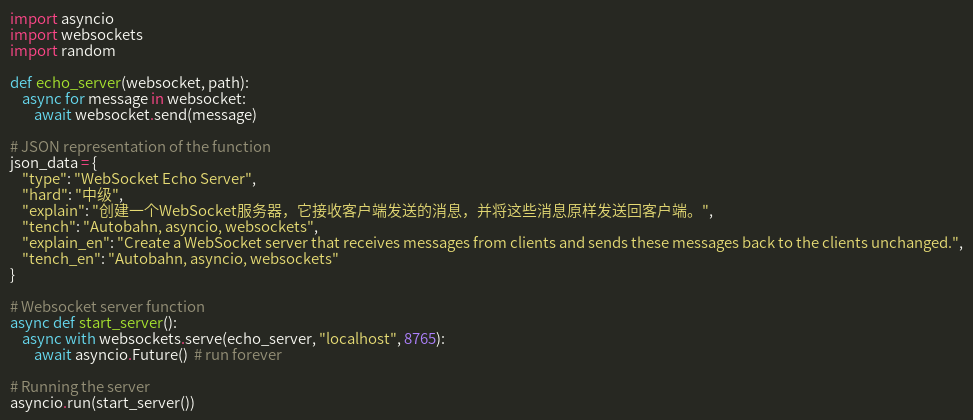 import asyncio
import websockets
import random

def echo_server(websocket, path):
    async for message in websocket:
        await websocket.send(message)

# JSON representation of the function
json_data = {
    "type": "WebSocket Echo Server",
    "hard": "中级",
    "explain": "创建一个WebSocket服务器，它接收客户端发送的消息，并将这些消息原样发送回客户端。",
    "tench": "Autobahn, asyncio, websockets",
    "explain_en": "Create a WebSocket server that receives messages from clients and sends these messages back to the clients unchanged.",
    "tench_en": "Autobahn, asyncio, websockets"
}

# Websocket server function
async def start_server():
    async with websockets.serve(echo_server, "localhost", 8765):
        await asyncio.Future()  # run forever

# Running the server
asyncio.run(start_server())